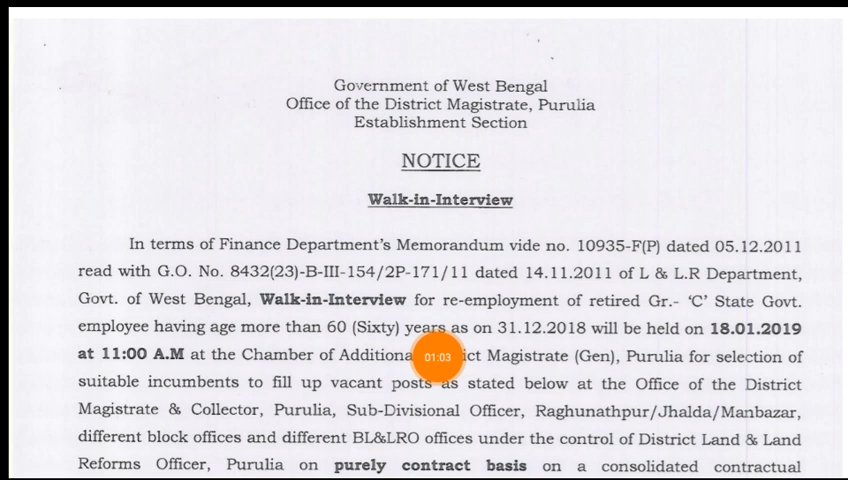 Government of West Bengal
Office of the District Magistrate, Purulia
Establishment Section
NOTICE
Walk-in-Interview
In terms of Finance Department's Memorandum vide no. 10935-F(P) dated 05.12.2011
read with G.O. No. 8432(23)-B-III-154/2P-171/11 dated 14.11.2011 of L & L.R Department,
Govt. of West Bengal, Walk-in-Interview for re-employment of retired Gr.- 'C' State Govt.
employee having age more than 60 (Sixty) years as on 31.12.2018 will be held on 18.01.2019
at 11:00 A.M at the Chamber of Additiona 01:03 ict Magistrate (Gen), Purulia for selection of
suitable incumbents to fill up vacant posts as stated below at the Office of the District
Magistrate & Collector, Purulia, Sub-Divisional Officer, Raghunathpur/Jhalda/Manbazar,
different block offices and different BL&LRO offices under the control of District Land & Land
Reforms Officer, Purulia on purely contract basis on a consolidated contractual